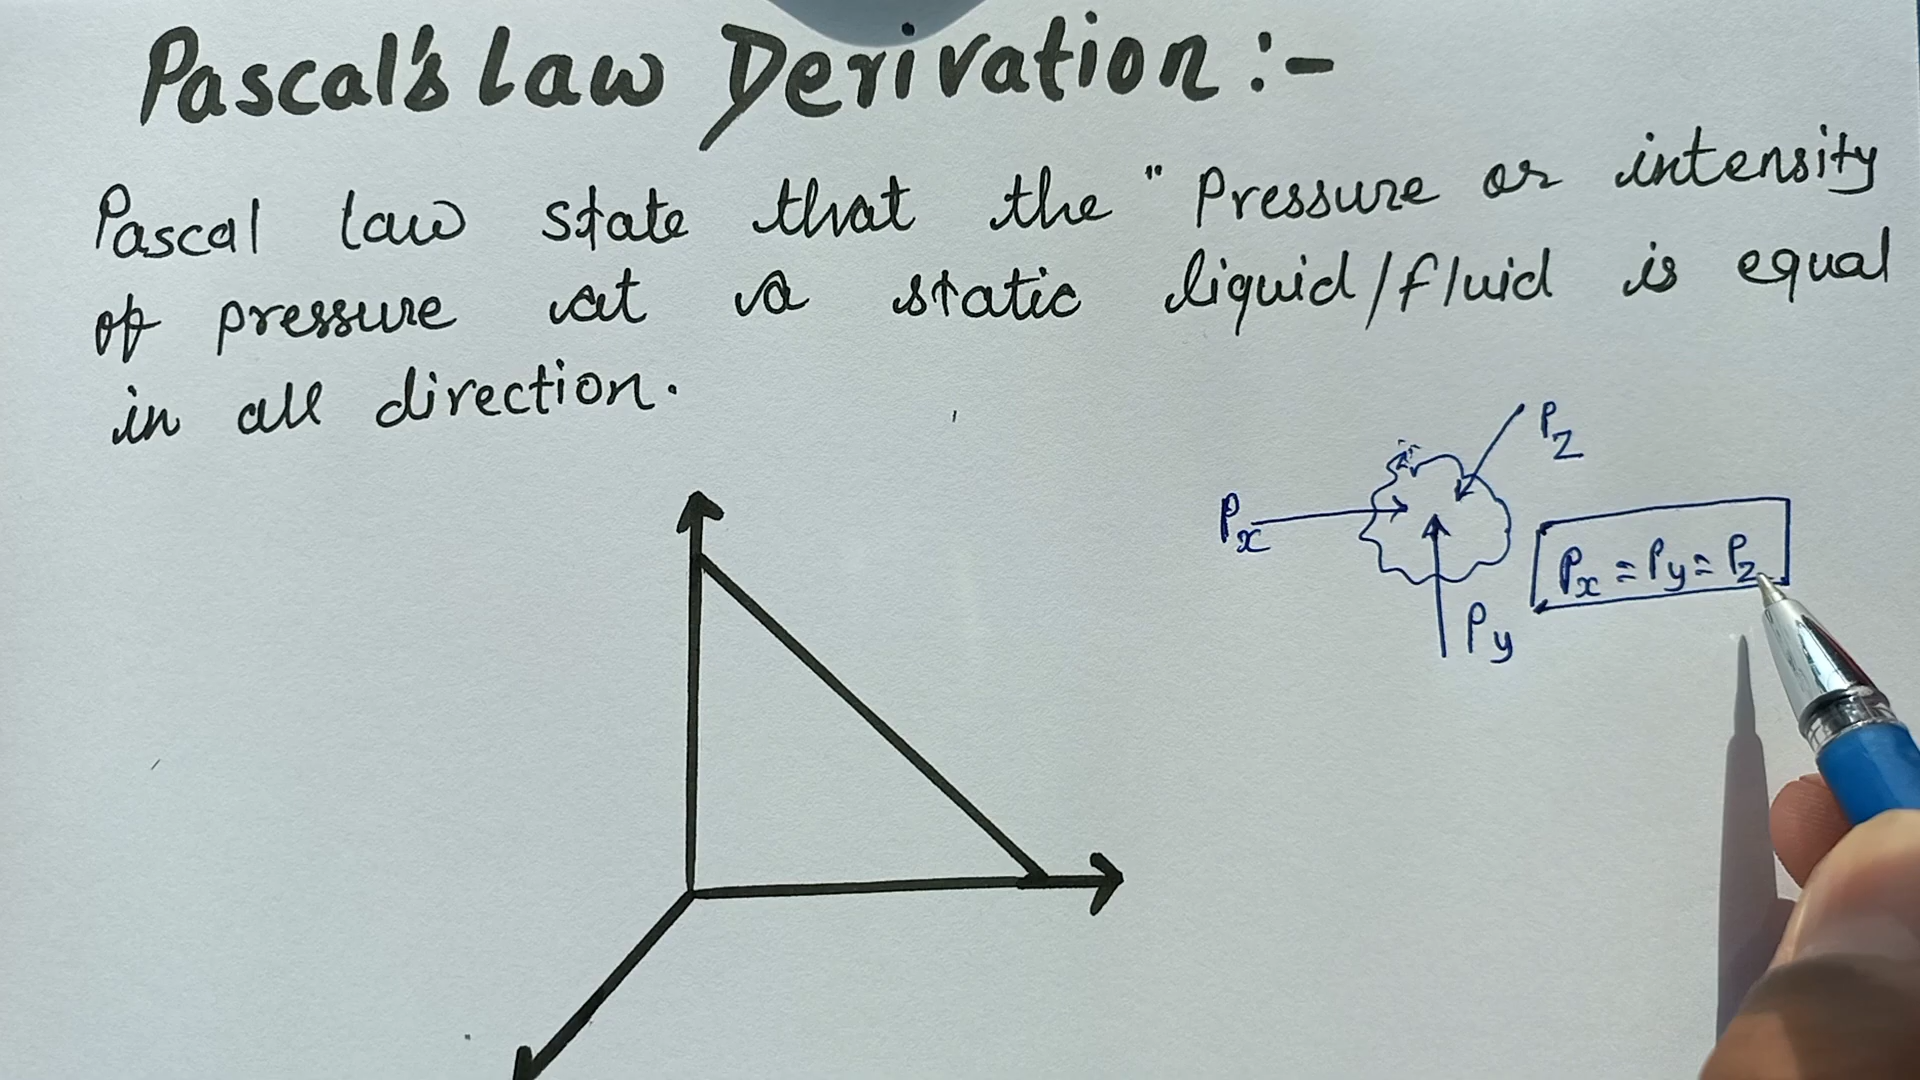 Pascal's Law Derivation :-
Pascal law state that the " Pressure or intensity
of pressure at a static liquid/fluid is equal
in all direction.
Pz
Px
Px = Py = Pz
Py